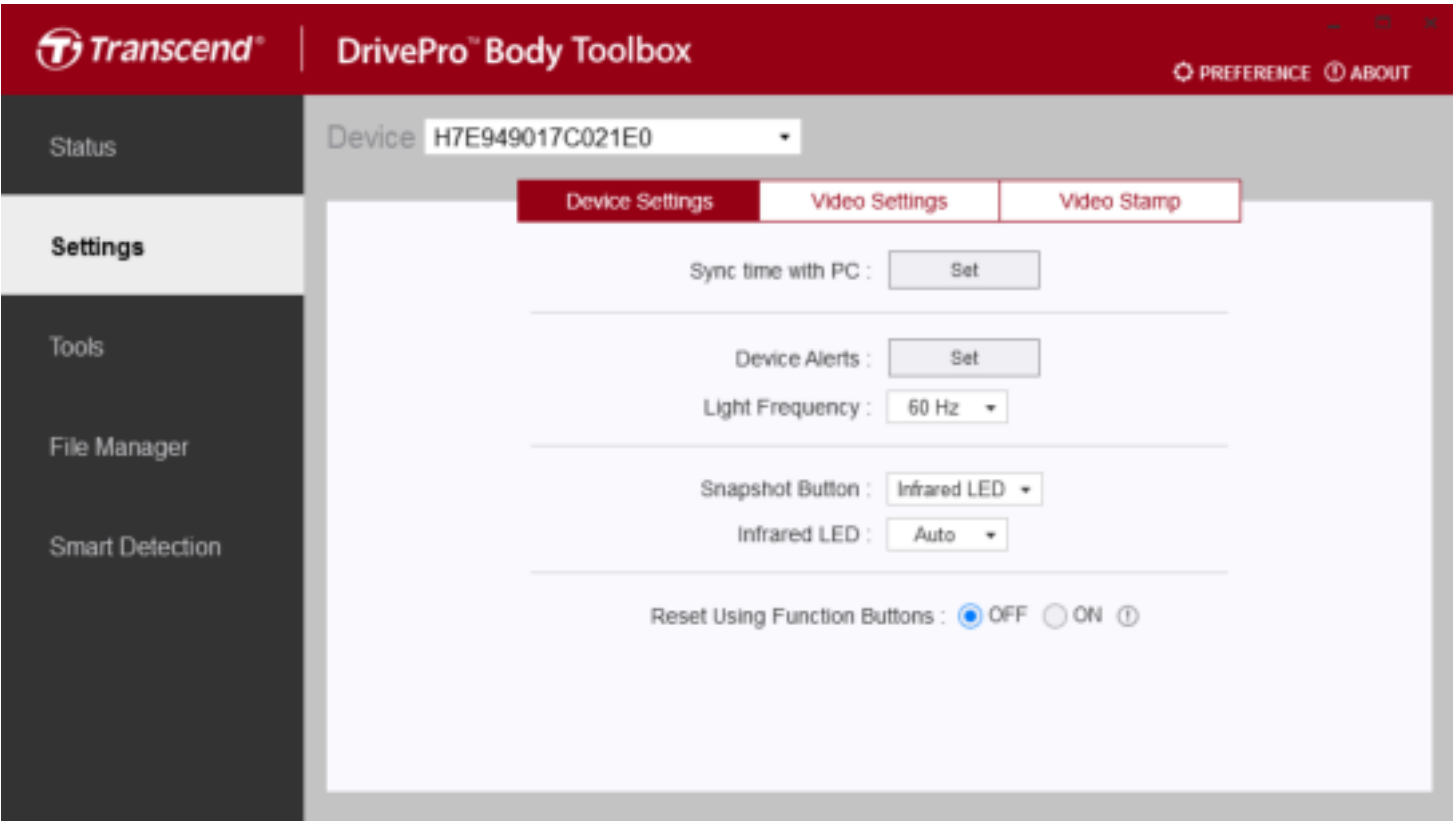 Transcend® DrivePro™ Body Toolbox
PREFERENCE ABOUT
Status
Settings
Tools
File Manager
Smart Detection
Device H7E949017C021E0
Device Settings Video Settings Video Stamp
Sync time with PC : Set
Device Alerts : Set
Light Frequency : 60 Hz
Snapshot Button : Infrared LED
Infrared LED : Auto
Reset Using Function Buttons : OFF ON